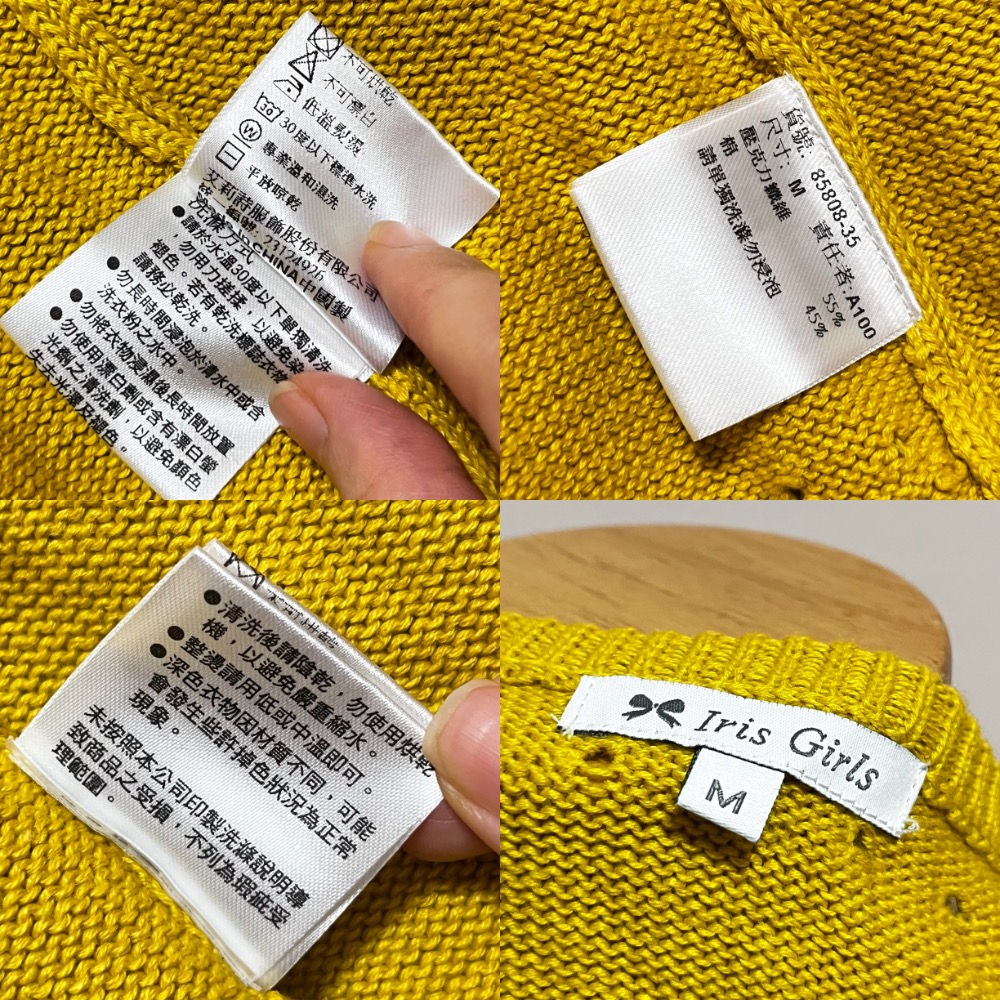 不可烘乾
不可漂白
低溫熨燙
30度以下標準水洗
專業溫和濕洗
平放晾乾
艾莉詩服飾股份有限公司
CHINA中國製
洗滌方式
●請於水溫30度以下單獨清洗
,勿用力搓揉,以避免染
褪色。若有乾洗標誌衣物
請務必乾洗。
●勿長時間浸泡於清水中或含
洗衣粉之水中。
●勿將衣物浸濕後長時間放置
●勿使用漂白劑或含有漂白螢
光劑之清洗劑,以避免顏色
失去光澤及褪色。
貨號: 85808-35
尺寸: M 責任者:A100
壓克力纖維 55%
棉 45%
請單獨洗滌勿浸泡
不可烘乾
●清洗後請陰乾,勿使用烘乾
機,以避免嚴重縮水。
●整燙請用低或中溫即可。
●深色衣物因材質不同,可能
會發生些許掉色狀況為正常
現象。
未按照本公司印製洗滌說明導
致商品之受損,不列為瑕疵受
理範圍。
Iris Girls
M